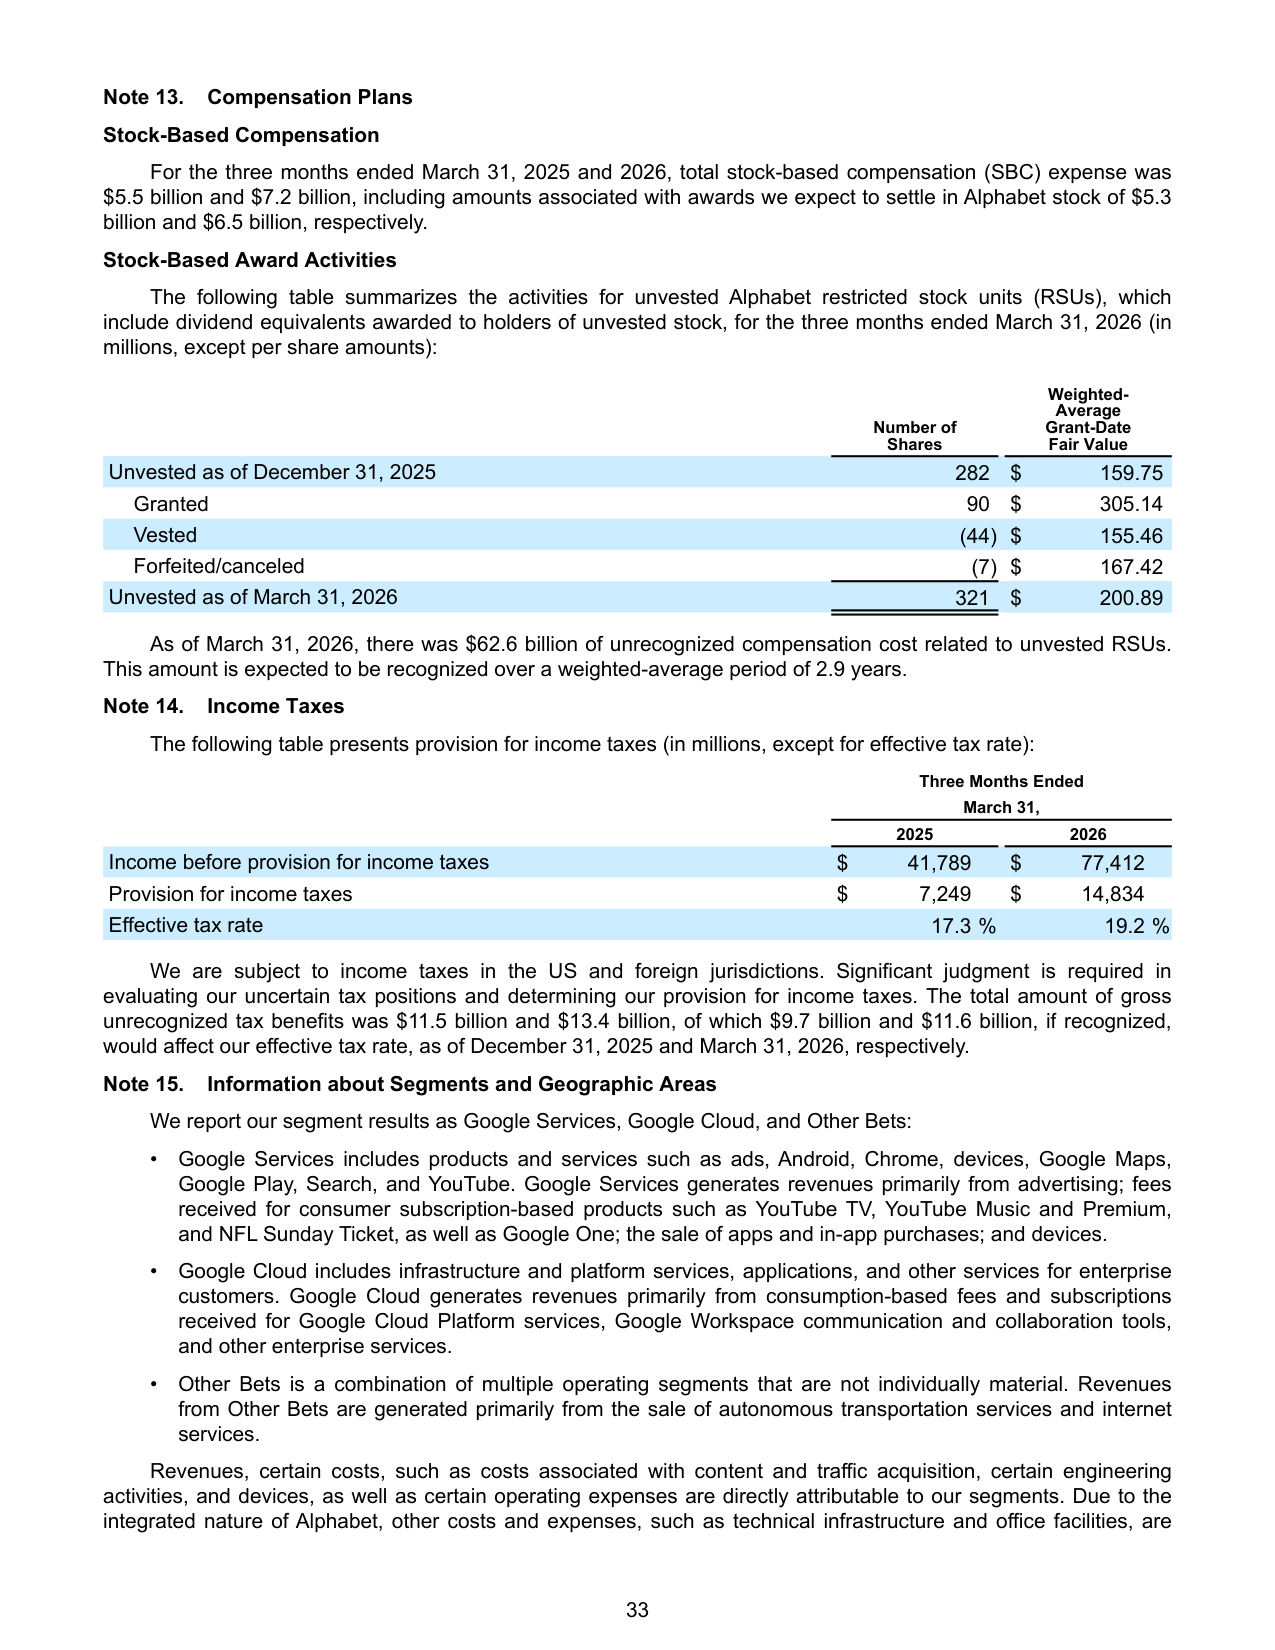 Note 13. Compensation Plans
Stock-Based Compensation
For the three months ended March 31, 2025 and 2026, total stock-based compensation (SBC) expense was
$5.5 billion and $7.2 billion, including amounts associated with awards we expect to settle in Alphabet stock of $5.3
billion and $6.5 billion, respectively.
Stock-Based Award Activities
The following table summarizes the activities for unvested Alphabet restricted stock units (RSUs), which
include dividend equivalents awarded to holders of unvested stock, for the three months ended March 31, 2026 (in
millions, except per share amounts):
Number of
Shares
Weighted-
Average
Grant-Date
Fair Value
Unvested as of December 31, 2025 282 $ 159.75
Granted 90 $ 305.14
Vested (44) $ 155.46
Forfeited/canceled (7) $ 167.42
Unvested as of March 31, 2026 321 $ 200.89
As of March 31, 2026, there was $62.6 billion of unrecognized compensation cost related to unvested RSUs.
This amount is expected to be recognized over a weighted-average period of 2.9 years.
Note 14. Income Taxes
The following table presents provision for income taxes (in millions, except for effective tax rate):
Three Months Ended
March 31,
2025 2026
Income before provision for income taxes $ 41,789 $ 77,412
Provision for income taxes $ 7,249 $ 14,834
Effective tax rate 17.3 % 19.2 %
We are subject to income taxes in the US and foreign jurisdictions. Significant judgment is required in
evaluating our uncertain tax positions and determining our provision for income taxes. The total amount of gross
unrecognized tax benefits was $11.5 billion and $13.4 billion, of which $9.7 billion and $11.6 billion, if recognized,
would affect our effective tax rate, as of December 31, 2025 and March 31, 2026, respectively.
Note 15. Information about Segments and Geographic Areas
We report our segment results as Google Services, Google Cloud, and Other Bets:
• Google Services includes products and services such as ads, Android, Chrome, devices, Google Maps,
Google Play, Search, and YouTube. Google Services generates revenues primarily from advertising; fees
received for consumer subscription-based products such as YouTube TV, YouTube Music and Premium,
and NFL Sunday Ticket, as well as Google One; the sale of apps and in-app purchases; and devices.
• Google Cloud includes infrastructure and platform services, applications, and other services for enterprise
customers. Google Cloud generates revenues primarily from consumption-based fees and subscriptions
received for Google Cloud Platform services, Google Workspace communication and collaboration tools,
and other enterprise services.
• Other Bets is a combination of multiple operating segments that are not individually material. Revenues
from Other Bets are generated primarily from the sale of autonomous transportation services and internet
services.
Revenues, certain costs, such as costs associated with content and traffic acquisition, certain engineering
activities, and devices, as well as certain operating expenses are directly attributable to our segments. Due to the
integrated nature of Alphabet, other costs and expenses, such as technical infrastructure and office facilities, are
33